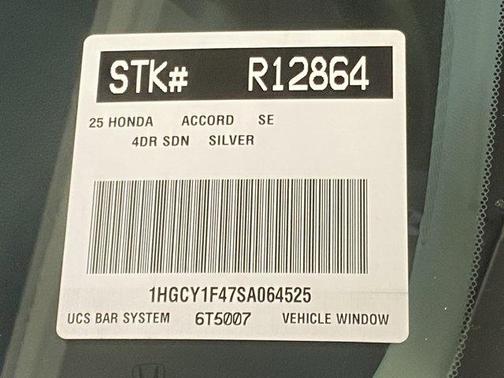 STK# R12864
25 HONDA ACCORD SE
4DR SDN SILVER
1HGCY1F47SA064525
UCS BAR SYSTEM 6T5007 VEHICLE WINDOW